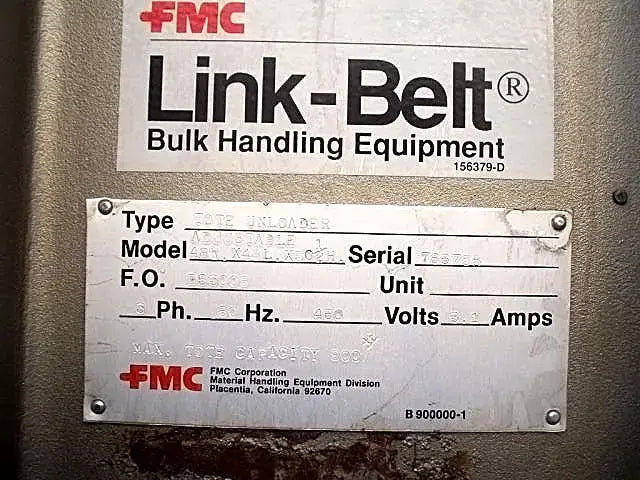 FMC
Link-Belt®
Bulk Handling Equipment
156379-D
Type TOTE UNLOADER
ADJUSTABLE
Model Serial
F.O. Unit
Ph. Hz. Volts Amps
MAX. TOTE CAPACITY
FMC FMC Corporation
Material Handling Equipment Division
Placentia, California 92670
B 900000-1